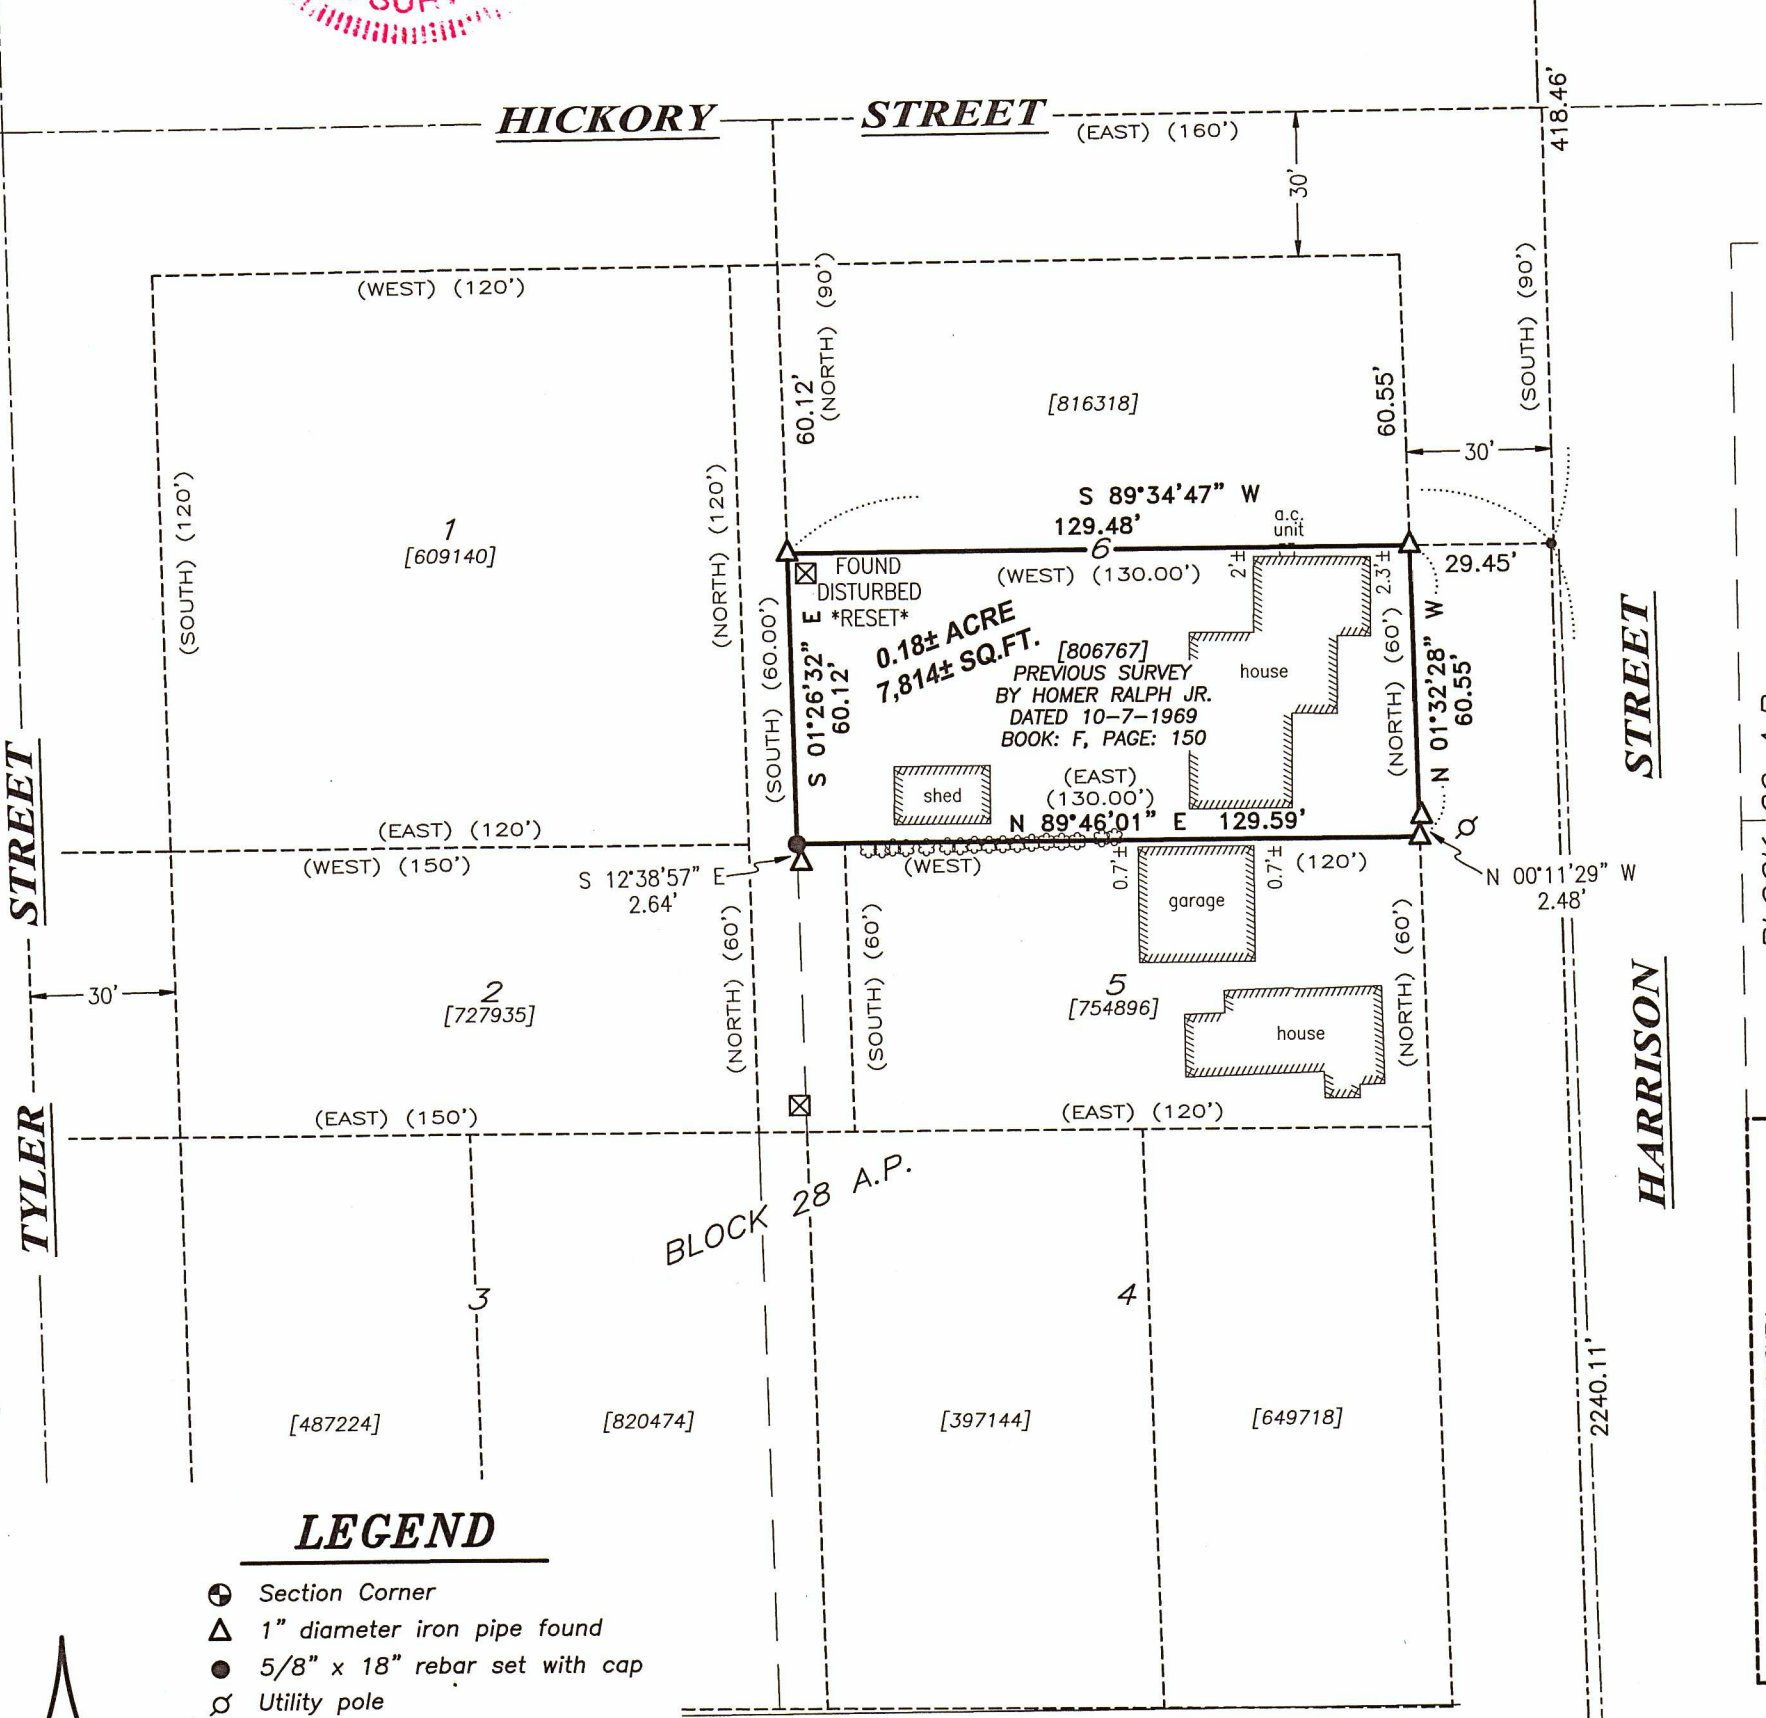 SUR
HICKORY STREET
(EAST) (160')
418.46'
30'
(WEST) (120')
(NORTH) (90')
(SOUTH) (90')
60.12'
60.55'
[816318]
30'
(SOUTH) (120')
(NORTH) (120')
1
[609140]
S 89°34'47" W
129.48'
6
a.c.
unit
(WEST) (130.00')
2'±
2.3'±
29.45'
FOUND
DISTURBED
*RESET*
0.18± ACRE
7,814± SQ.FT.
(SOUTH) (60.00')
S 01°26'32" E
60.12'
[806767]
PREVIOUS SURVEY
BY HOMER RALPH JR.
DATED 10-7-1969
BOOK: F, PAGE: 150
house
(NORTH) (60')
N 01°32'28" W
60.55'
HARRISON STREET
TYLER STREET
shed
(EAST)
(130.00')
N 89°46'01" E 129.59'
(EAST) (120')
(WEST) (150')
S 12°38'57" E
2.64'
(WEST) (120')
0.7'±
0.7'±
N 00°11'29" W
2.48'
garage
30'
2
[727935]
(NORTH) (60')
(SOUTH) (60')
5
[754896]
house
(NORTH) (60')
(EAST) (150')
(EAST) (120')
BLOCK 28 A.P.
3
4
2240.11'
[487224]
[820474]
[397144]
[649718]
LEGEND
Section Corner
1" diameter iron pipe found
5/8" x 18" rebar set with cap
Utility pole